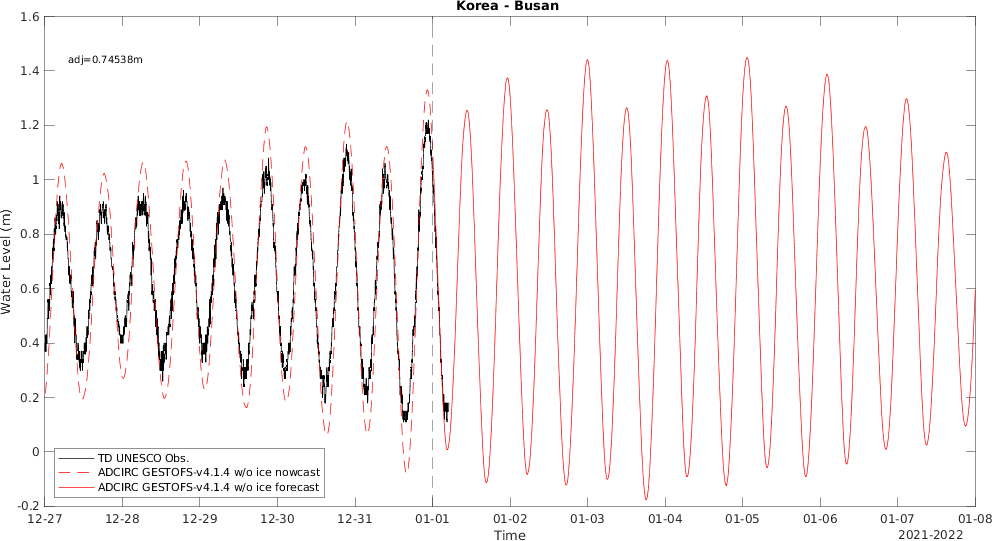 Korea - Busan
1.6
adj=0.74538m
1.4
1.2
1
0.8
0.6
0.4
0.2
0
-0.2
Water Level (m)
TD UNESCO Obs.
ADCIRC GESTOFS-v4.1.4 w/o ice nowcast
ADCIRC GESTOFS-v4.1.4 w/o ice forecast
12-27 12-28 12-29 12-30 12-31 01-01 01-02 01-03 01-04 01-05 01-06 01-07 01-08
Time
2021-2022